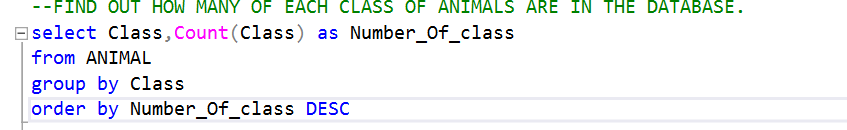 --FIND OUT HOW MANY OF EACH CLASS OF ANIMALS ARE IN THE DATABASE.
select Class,Count(Class) as Number_Of_class
from ANIMAL
group by Class
order by Number_Of_class DESC